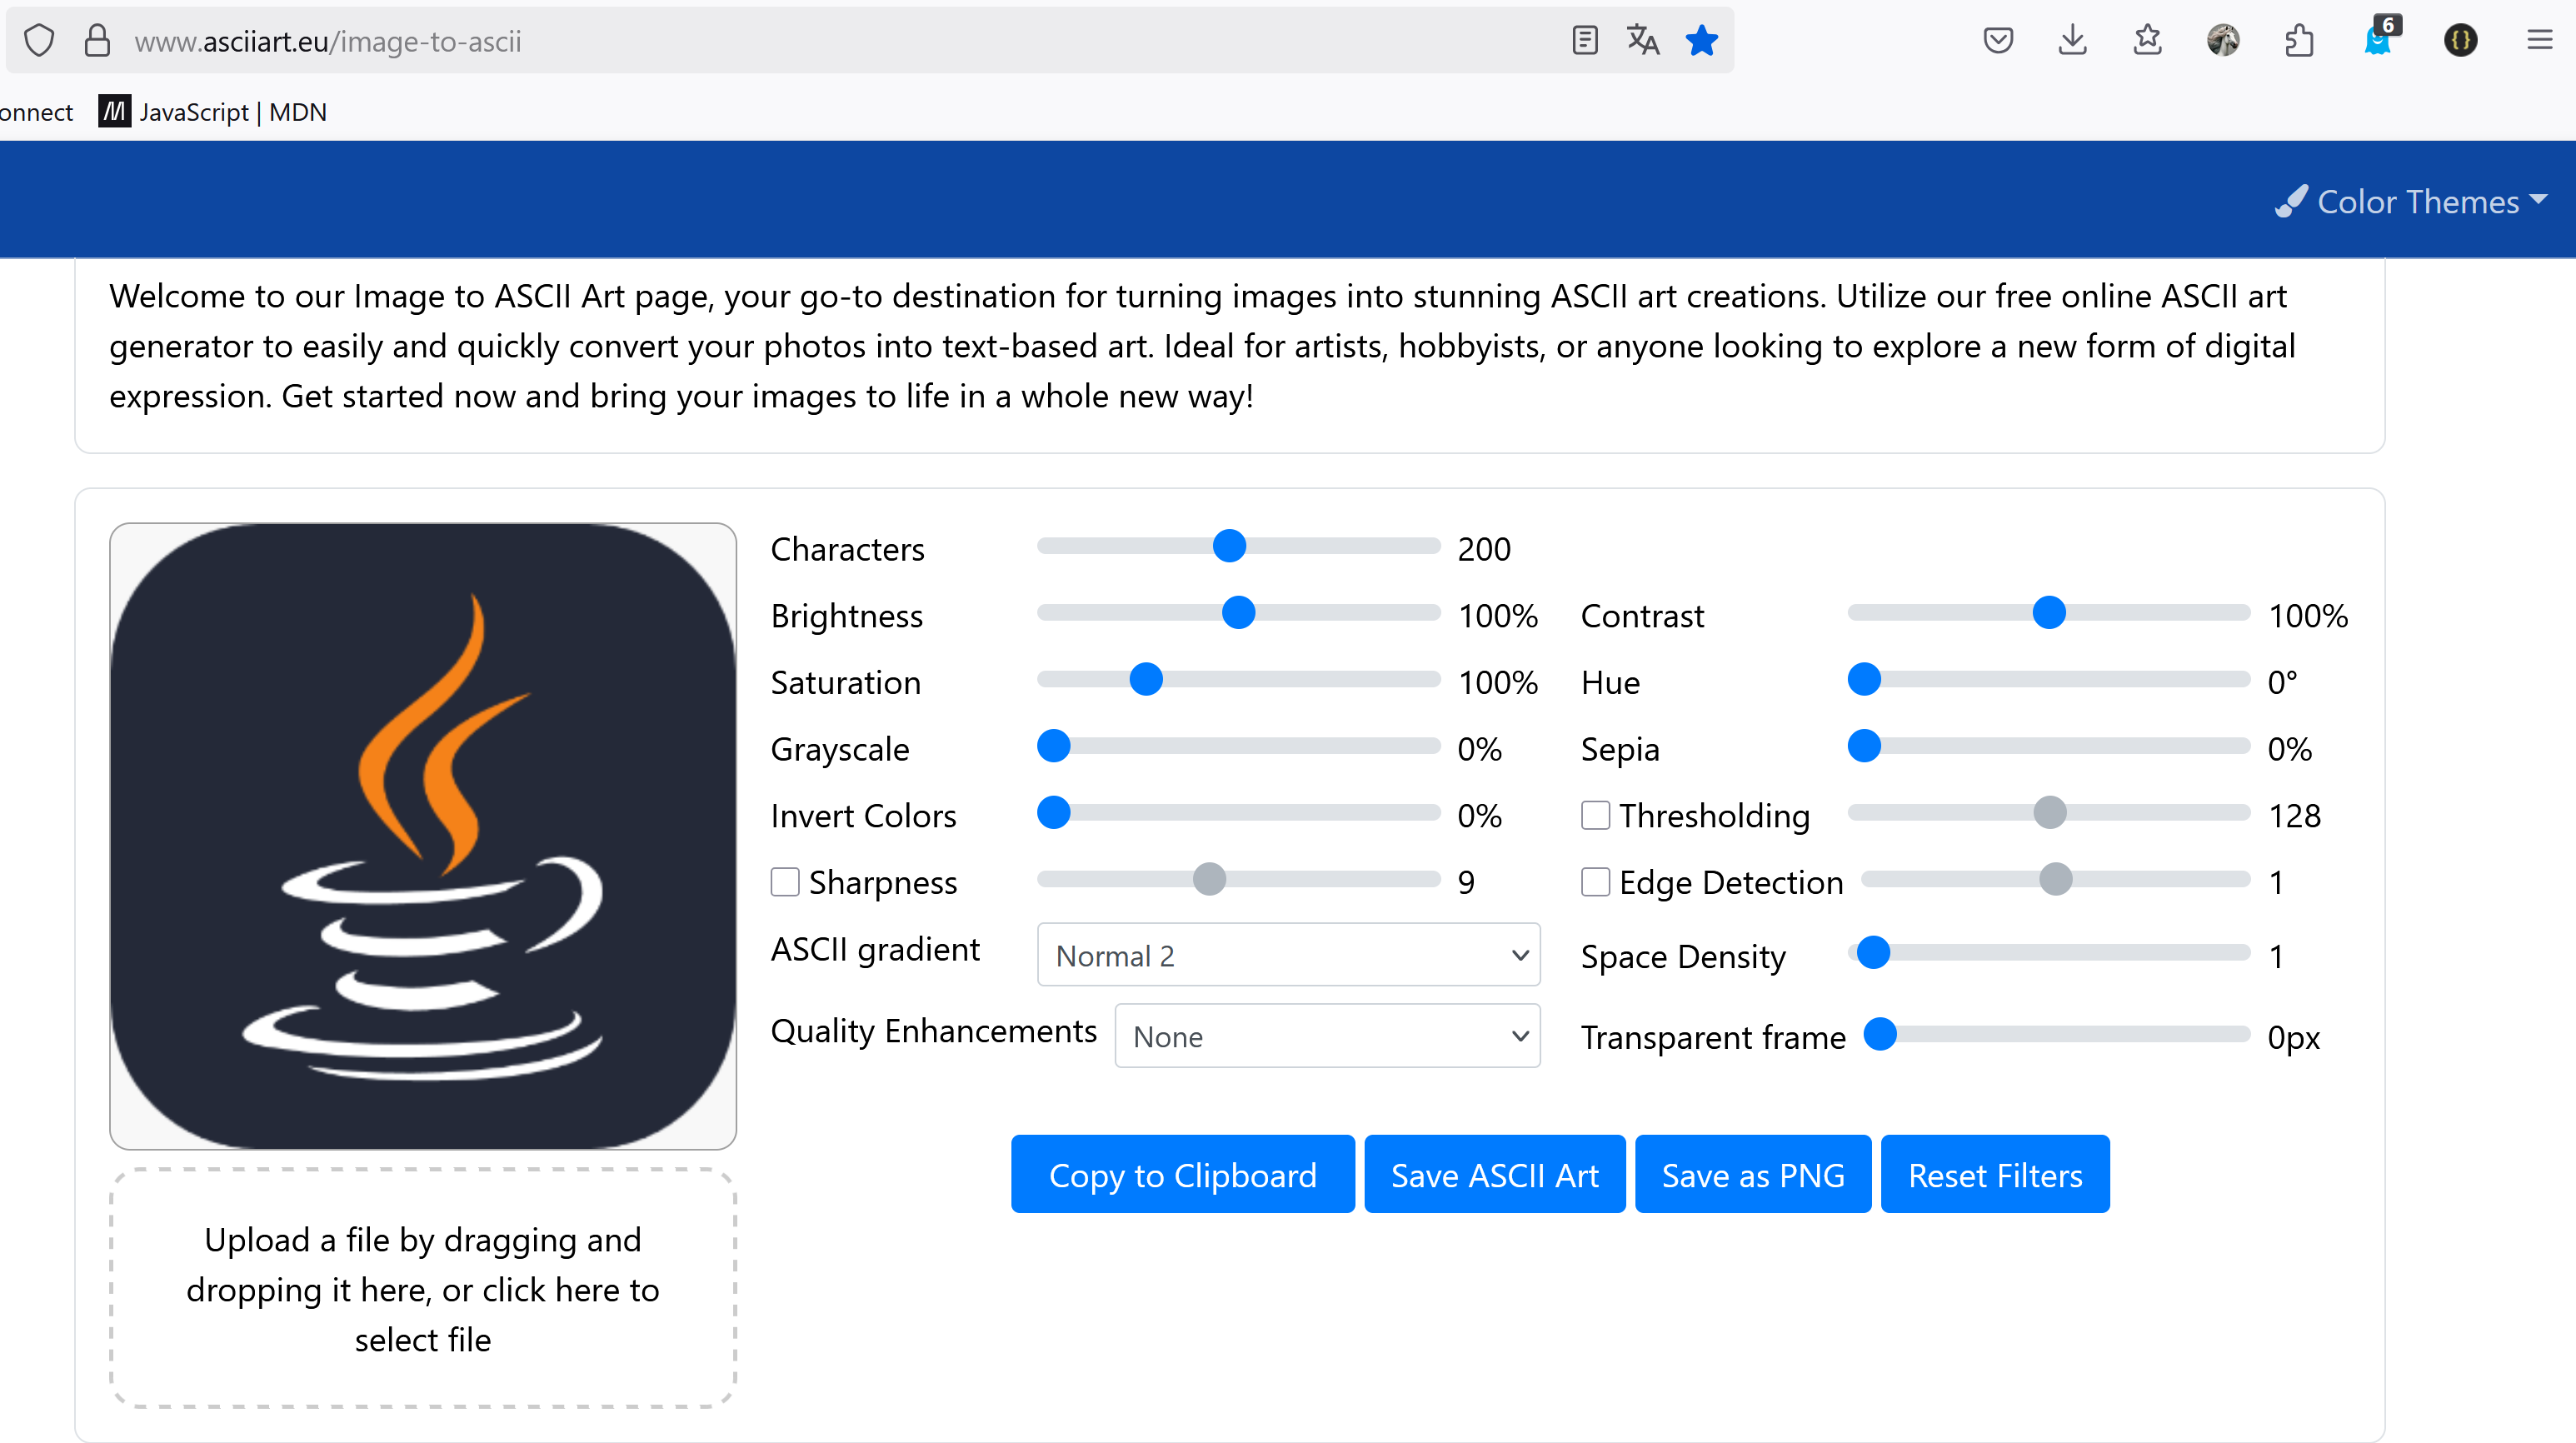 www.asciiart.eu/image-to-ascii
6
onnect
JavaScript | MDN
Color Themes
Welcome to our Image to ASCII Art page, your go-to destination for turning images into stunning ASCII art creations. Utilize our free online ASCII art
generator to easily and quickly convert your photos into text-based art. Ideal for artists, hobbyists, or anyone looking to explore a new form of digital
expression. Get started now and bring your images to life in a whole new way!
Characters 200
Brightness 100% Contrast 100%
Saturation 100% Hue 0°
Grayscale 0% Sepia 0%
Invert Colors 0% Thresholding 128
Sharpness 9 Edge Detection 1
ASCII gradient Normal 2 Space Density 1
Quality Enhancements None Transparent frame 0px
Copy to Clipboard Save ASCII Art Save as PNG Reset Filters
Upload a file by dragging and
dropping it here, or click here to
select file